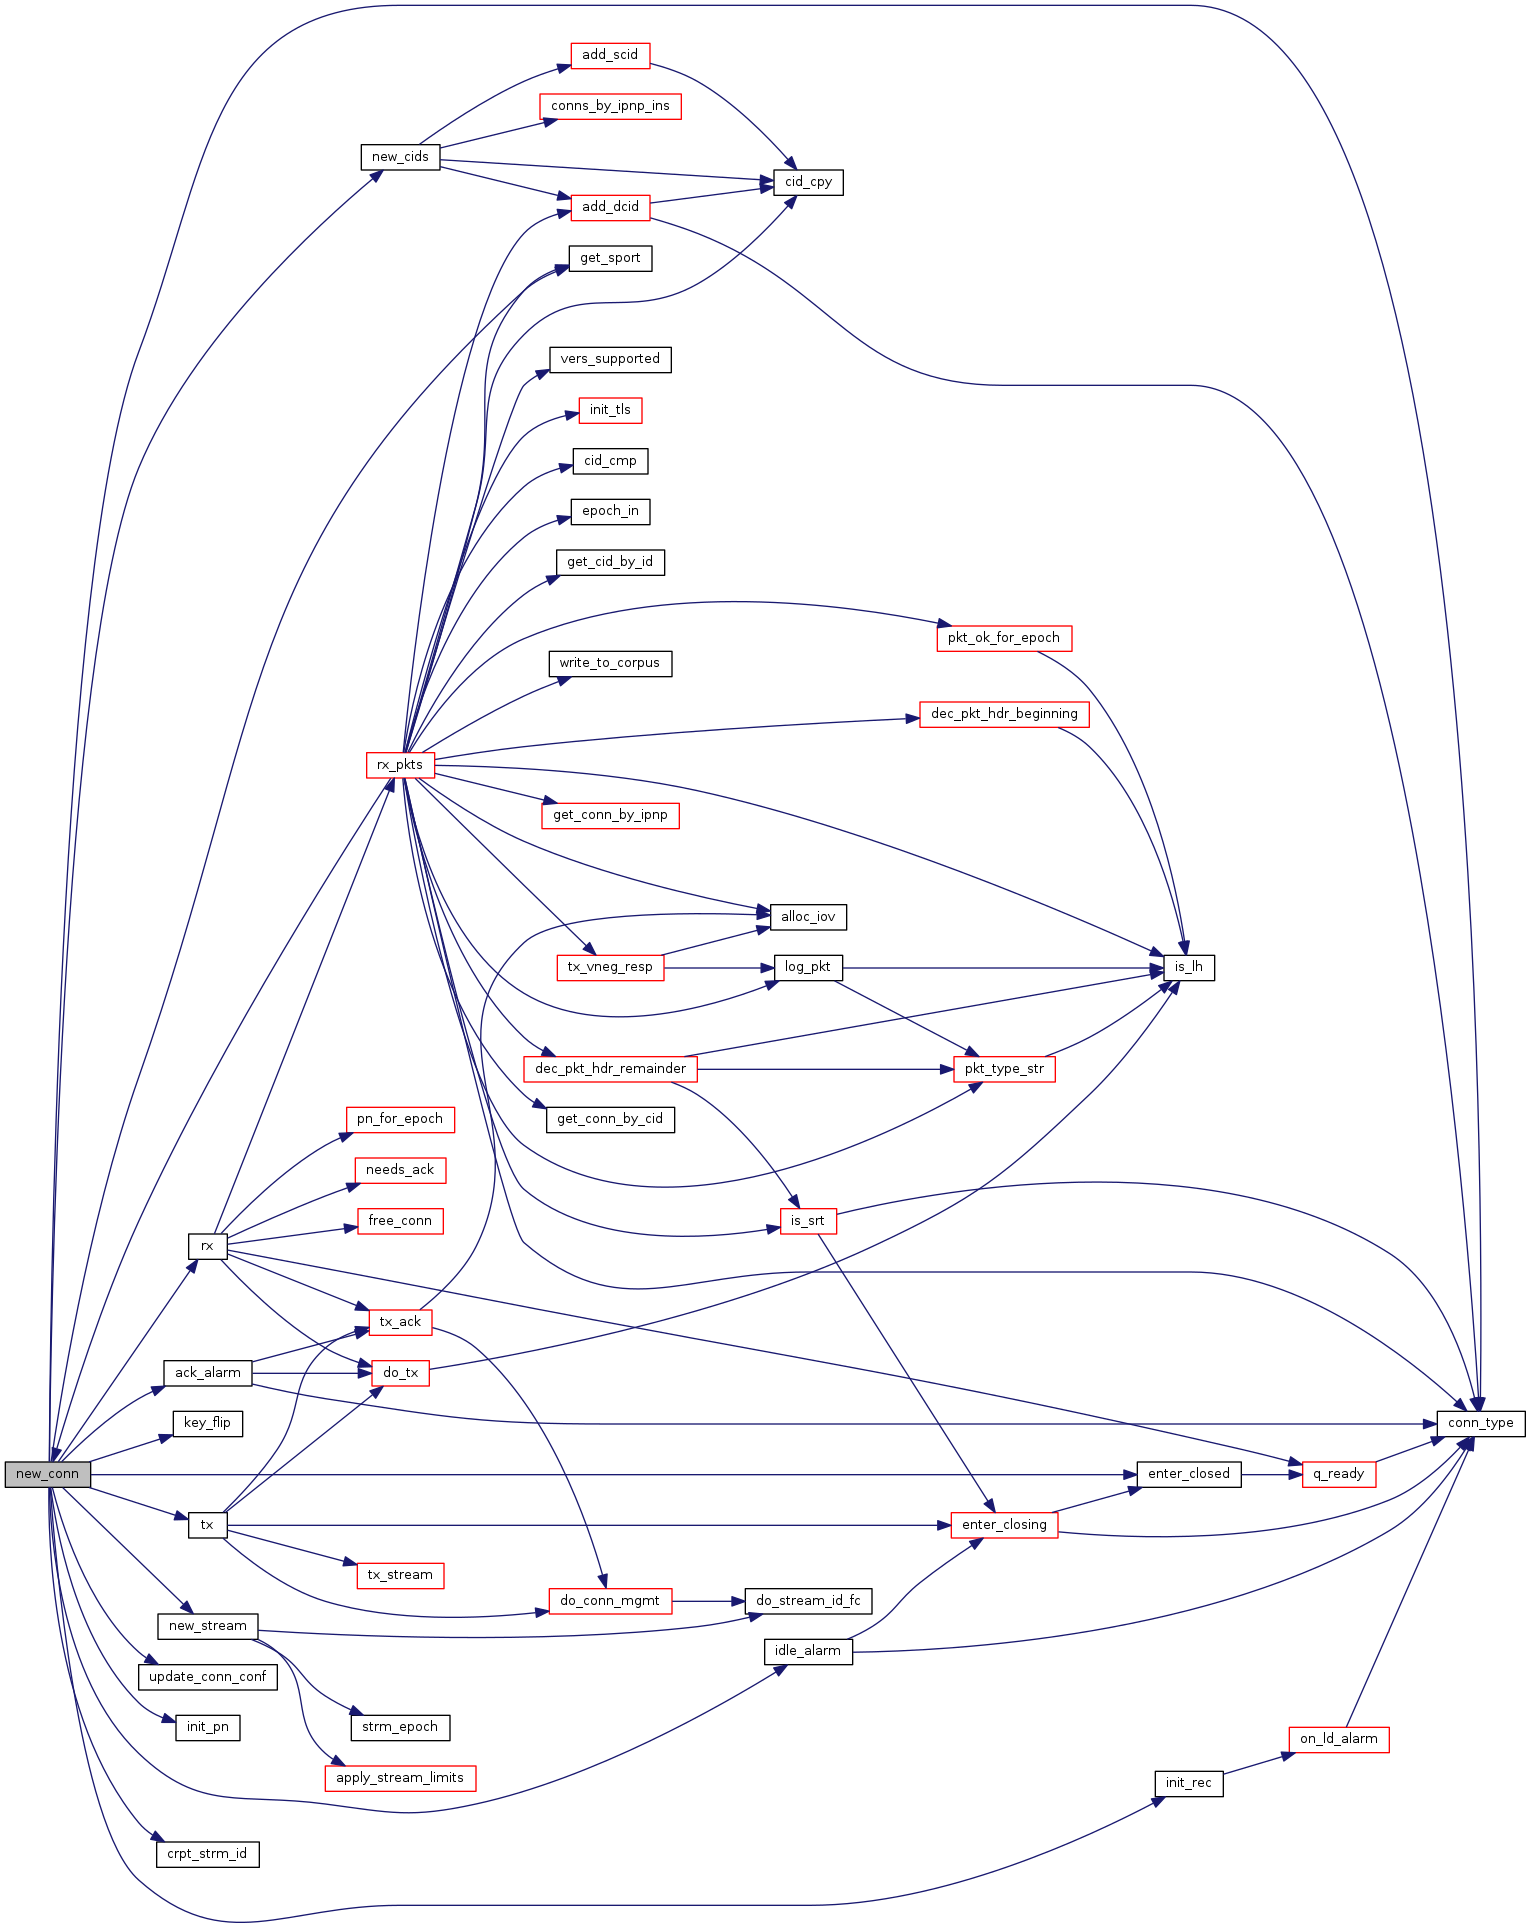 add_scid
conns_by_ipnp_ins
new_cids
cid_cpy
add_dcid
get_sport
vers_supported
init_tls
cid_cmp
epoch_in
get_cid_by_id
pkt_ok_for_epoch
write_to_corpus
dec_pkt_hdr_beginning
rx_pkts
get_conn_by_ipnp
alloc_iov
tx_vneg_resp
log_pkt
is_lh
dec_pkt_hdr_remainder
pkt_type_str
pn_for_epoch
get_conn_by_cid
needs_ack
free_conn
is_srt
rx
tx_ack
ack_alarm
do_tx
key_flip
conn_type
new_conn
enter_closed
q_ready
tx
enter_closing
tx_stream
do_conn_mgmt
do_stream_id_fc
new_stream
idle_alarm
update_conn_conf
init_pn
strm_epoch
on_ld_alarm
apply_stream_limits
init_rec
crpt_strm_id